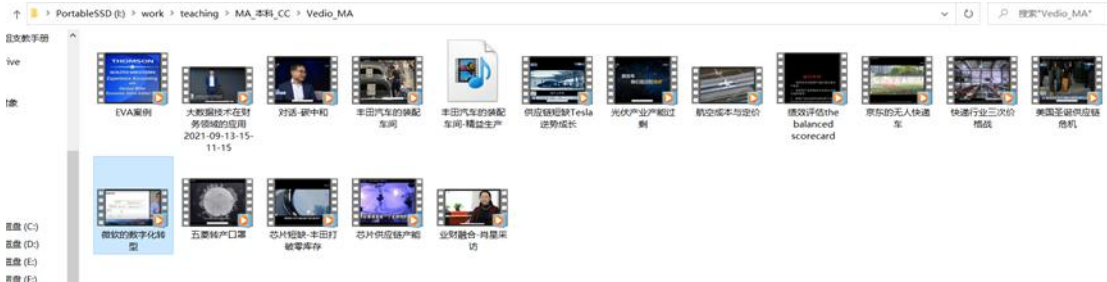 PortableSSD (I:) › work › teaching › MA_本科_CC › Vedio_MA
搜索"Vedio_MA"
支教手册
ive
EVA案例
大数据技术在财
务领域的应用
2021-09-13-15-
11-15
对话-碳中和
丰田汽车的装配
车间
丰田汽车的装配
车间-精益生产
供应链短缺Tesla
逆势成长
光伏产业产能过
剩
航空成本与定价
绩效评估the
balanced
scorecard
京东的无人快递
车
快递行业三次价
格战
美国圣诞供应链
危机
THOMSON
微软的数字化转
型
五菱转产口罩
芯片短缺-丰田打
破零库存
芯片供应链产能
业财融合-肖星采
访
盘 (C:)
盘 (D:)
盘 (E:)
盘 (F:)